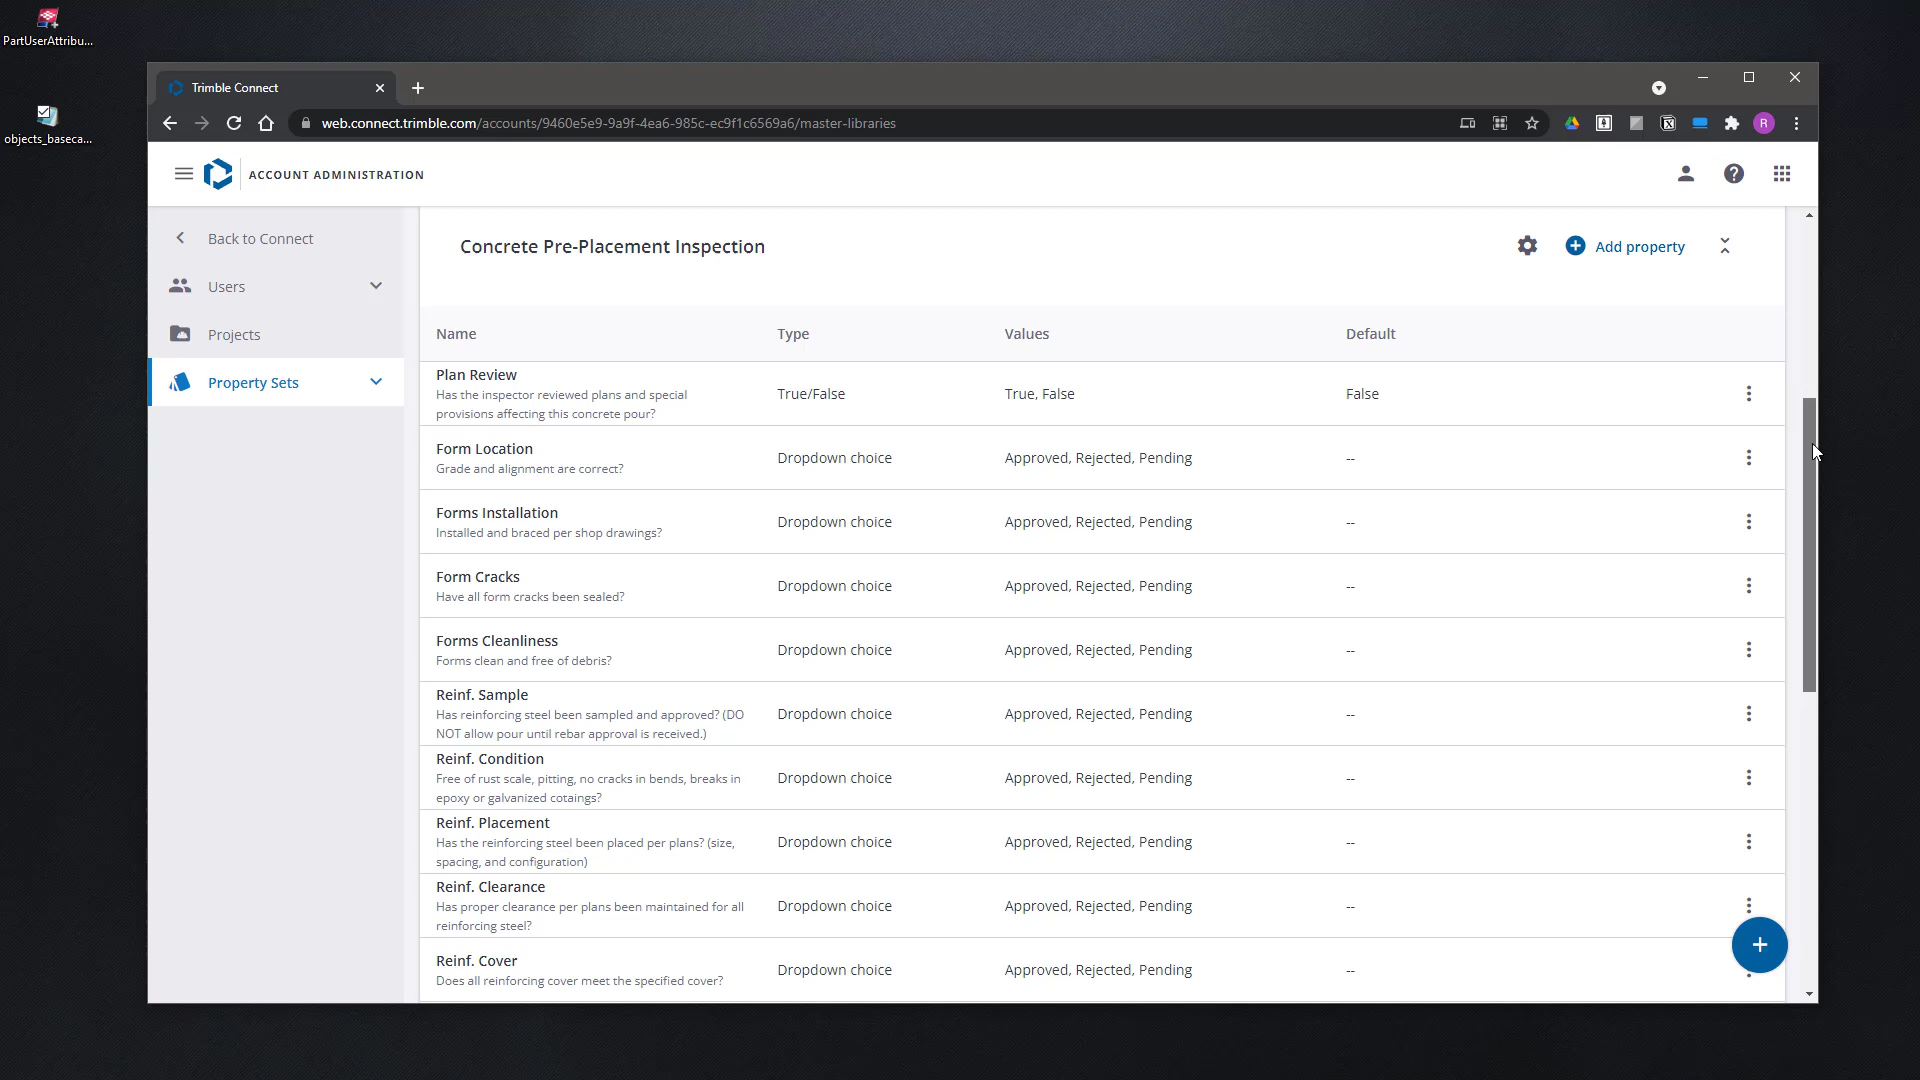 PartUserAttribu...
objects_baseca...
Trimble Connect
web.connect.trimble.com/accounts/9460e5e9-9a9f-4ea6-985c-ec9f1c6569a6/master-libraries
R
ACCOUNT ADMINISTRATION
Back to Connect
Users
Projects
Property Sets
Concrete Pre-Placement Inspection
Add property
Name Type Values Default
Plan Review
Has the inspector reviewed plans and special
provisions affecting this concrete pour?
True/False True, False False
Form Location
Grade and alignment are correct?
Dropdown choice Approved, Rejected, Pending --
Forms Installation
Installed and braced per shop drawings?
Dropdown choice Approved, Rejected, Pending --
Form Cracks
Have all form cracks been sealed?
Dropdown choice Approved, Rejected, Pending --
Forms Cleanliness
Forms clean and free of debris?
Dropdown choice Approved, Rejected, Pending --
Reinf. Sample
Has reinforcing steel been sampled and approved? (DO
NOT allow pour until rebar approval is received.)
Dropdown choice Approved, Rejected, Pending --
Reinf. Condition
Free of rust scale, pitting, no cracks in bends, breaks in
epoxy or galvanized cotaings?
Dropdown choice Approved, Rejected, Pending --
Reinf. Placement
Has the reinforcing steel been placed per plans? (size,
spacing, and configuration)
Dropdown choice Approved, Rejected, Pending --
Reinf. Clearance
Has proper clearance per plans been maintained for all
reinforcing steel?
Dropdown choice Approved, Rejected, Pending --
Reinf. Cover
Does all reinforcing cover meet the specified cover?
Dropdown choice Approved, Rejected, Pending --